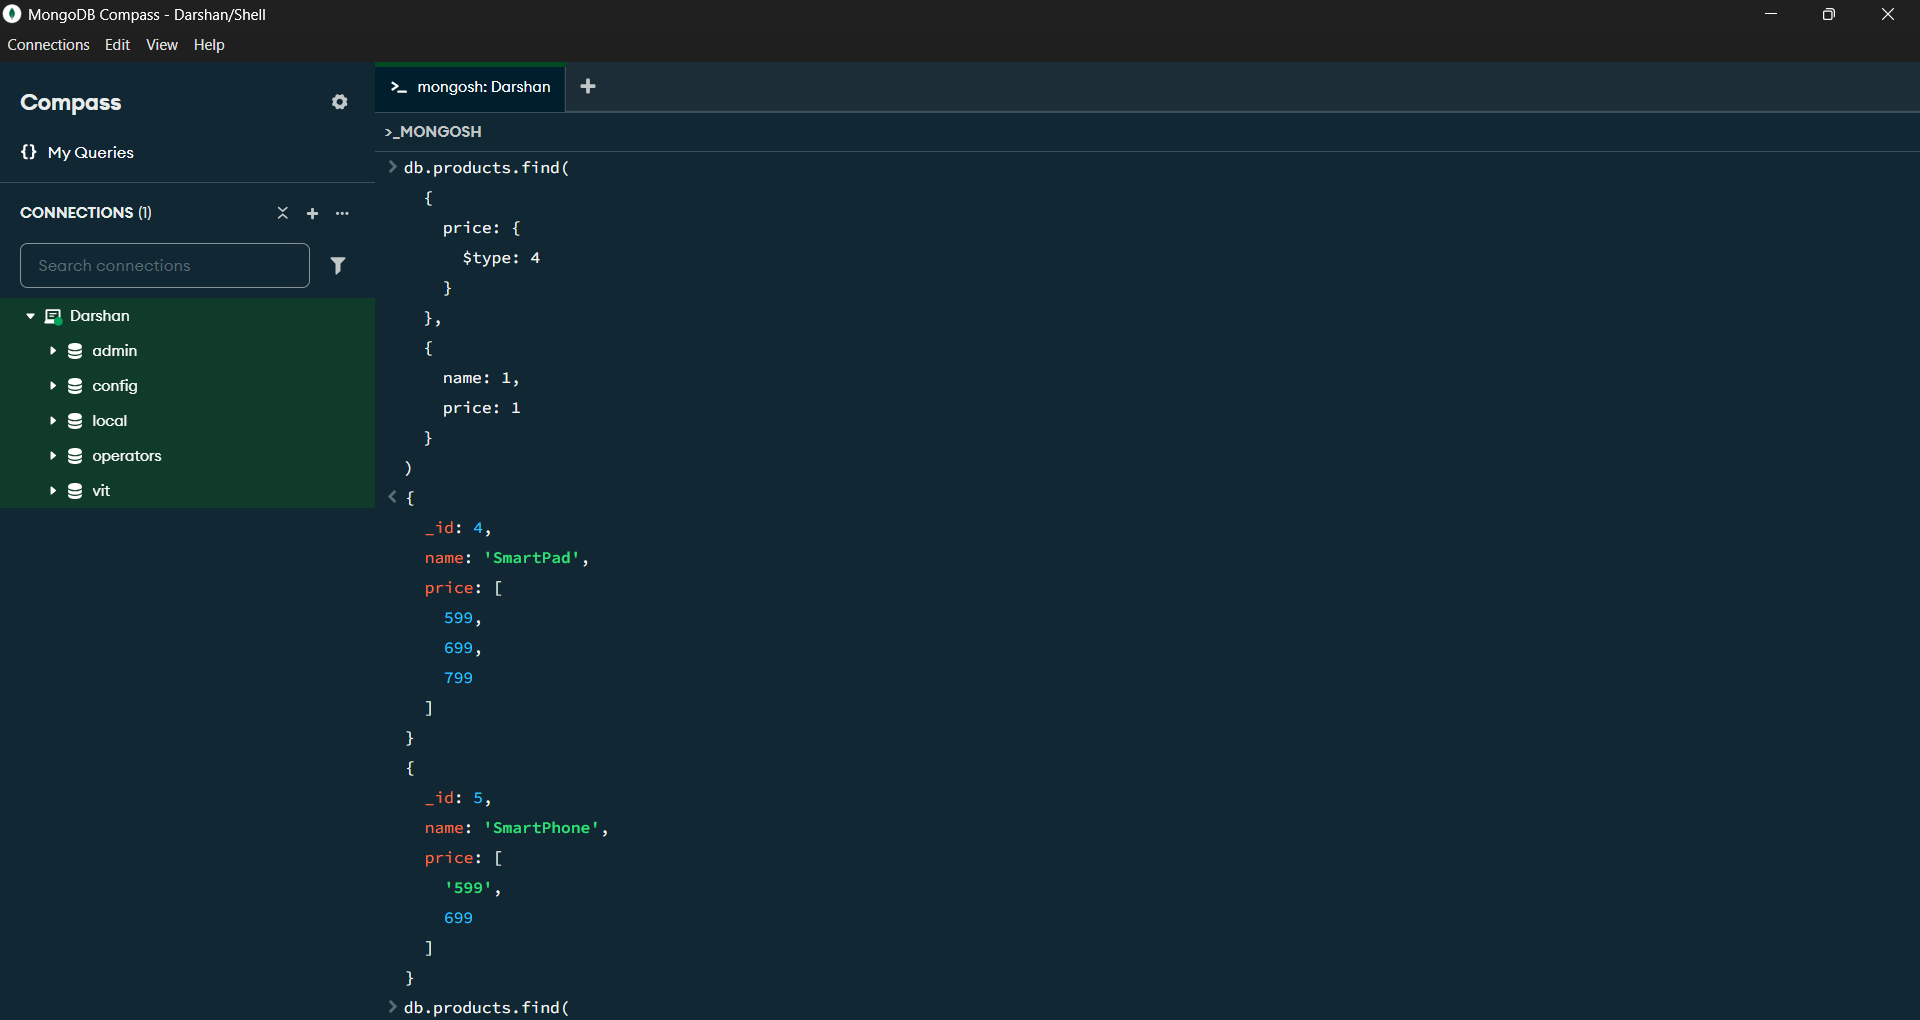 MongoDB Compass - Darshan/Shell
Connections Edit View Help
Compass
{} My Queries
CONNECTIONS (1)
Search connections
Darshan
admin
config
local
operators
vit
>_ mongosh: Darshan +
>_MONGOSH
> db.products.find(
{
price: {
$type: 4
}
},
{
name: 1,
price: 1
}
)
< {
_id: 4,
name: 'SmartPad',
price: [
599,
699,
799
]
}
{
_id: 5,
name: 'SmartPhone',
price: [
'599',
699
]
}
> db.products.find(